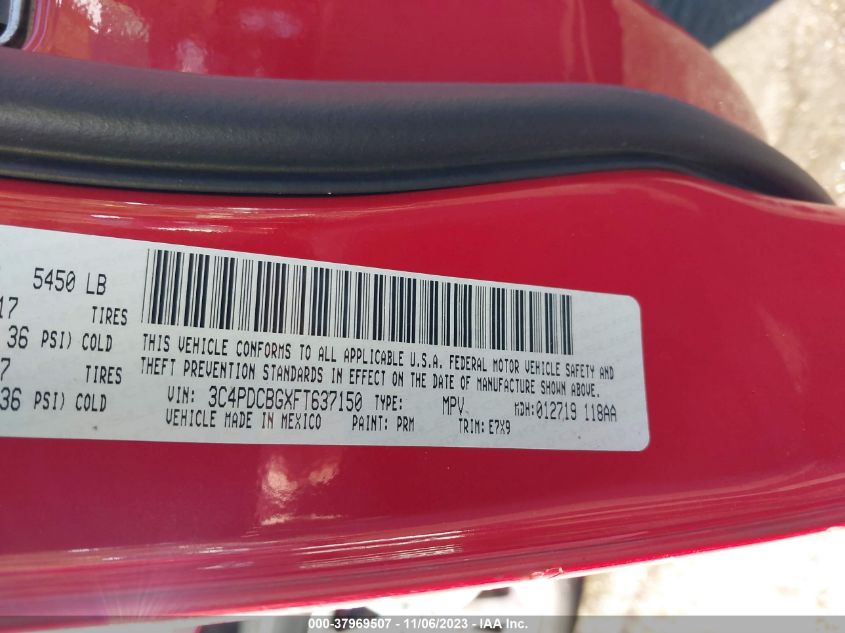 5450 LB
17 TIRES
36 PSI) COLD
7 TIRES
36 PSI) COLD
THIS VEHICLE CONFORMS TO ALL APPLICABLE U.S.A. FEDERAL MOTOR VEHICLE SAFETY AND
THEFT PREVENTION STANDARDS IN EFFECT ON THE DATE OF MANUFACTURE SHOWN ABOVE.
VIN: 3C4PDCBGXFT637150 TYPE: MPV MDH:012719 118AA
VEHICLE MADE IN MEXICO PAINT: PRM TRIM: E7X9
000-37969507 - 11/06/2023 - IAA Inc.